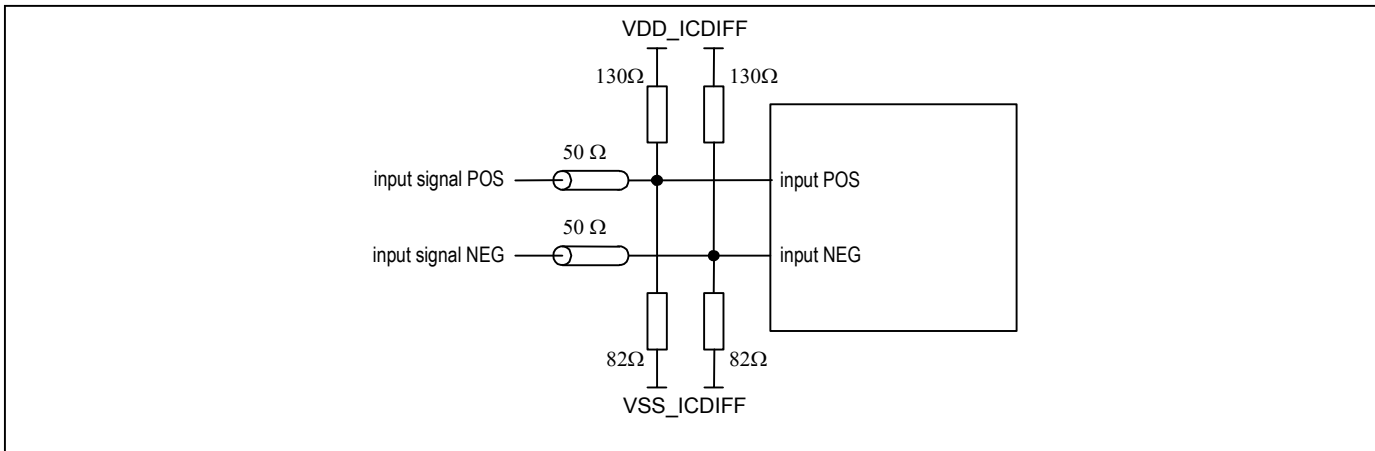 VDD_ICDIFF
130Ω 130Ω
50 Ω
input signal POS input POS
50 Ω
input signal NEG input NEG
82Ω 82Ω
VSS_ICDIFF